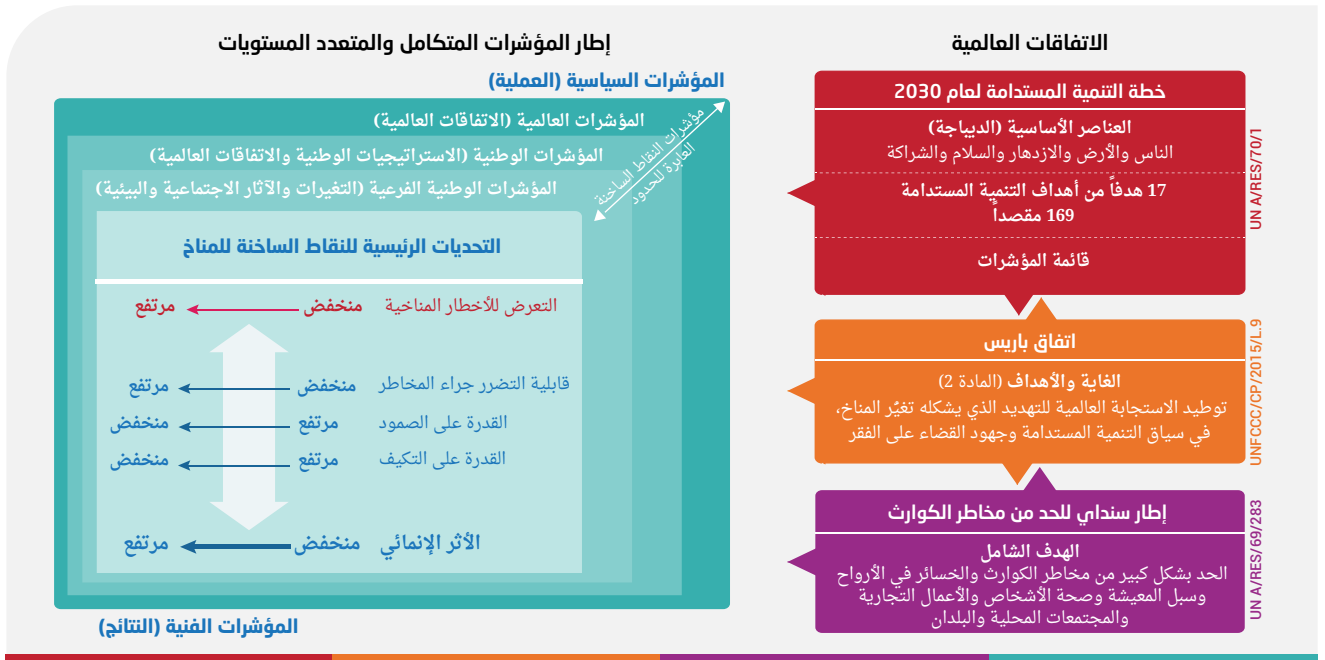 الاتفاقات العالمية
خطة التنمية المستدامة لعام 2030
العناصر الأساسية (الديباجة)
الناس والأرض والازدهار والسلام والشراكة
17 هدفاً من أهداف التنمية المستدامة
169 مقصداً
قائمة المؤشرات
UN A/RES/70/1
اتفاق باريس
الغاية والأهداف (المادة 2)
توطيد الاستجابة العالمية للتهديد الذي يشكله تغيُر المناخ،
في سياق التنمية المستدامة وجهود القضاء على الفقر
UNFCCC/CP/2015/L.9
إطار سنداي للحد من مخاطر الكوارث
الهدف الشامل
الحد بشكل كبير من مخاطر الكوارث والخسائر في الأرواح
وسبل المعيشة وصحة الأشخاص والأعمال التجارية
والمجتمعات المحلية والبلدان
UN A/RES/69/283
إطار المؤشرات المتكامل والمتعدد المستويات
المؤشرات السياسية (العملية)
المؤشرات العالمية (الاتفاقات العالمية)
المؤشرات الوطنية (الاستراتيجيات الوطنية والاتفاقات العالمية)
المؤشرات الوطنية الفرعية (التغيرات والآثار الاجتماعية والبيئية)
مؤشرات النقاط الساخنة
العابرة للحدود
التحديات الرئيسية للنقاط الساخنة للمناخ
التعرض للأخطار المناخية منخفض مرتفع
قابلية التضرر جراء المخاطر منخفض مرتفع
القدرة على الصمود مرتفع منخفض
القدرة على التكيف مرتفع منخفض
الأثر الإنمائي منخفض مرتفع
المؤشرات الفنية (النتائج)